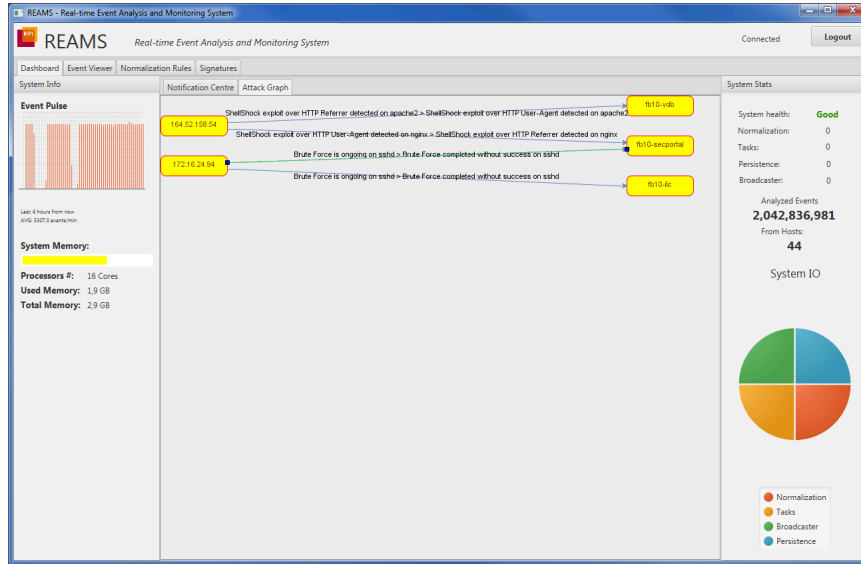 REAMS - Real-time Event Analysis and Monitoring System
HPI
REAMS
Real-time Event Analysis and Monitoring System
Connected
Logout
Dashboard
Event Viewer
Normalization Rules
Signatures
System Info
Notification Centre
Attack Graph
System Stats
Event Pulse
Last: 6 hours from now
AVG: 5307.0 events/min
System Memory:
Processors #: 16 Cores
Used Memory: 1,9 GB
Total Memory: 2,9 GB
164.52.158.54
172.16.24.94
ShellShock exploit over HTTP Referrer detected on apache2 > ShellShock exploit over HTTP User-Agent detected on apache2
ShellShock exploit over HTTP User-Agent detected on nginx > ShellShock exploit over HTTP Referrer detected on nginx
Brute Force is ongoing on sshd > Brute Force completed without success on sshd
Brute Force is ongoing on sshd > Brute Force completed without success on sshd
fb10-vdb
fb10-secportal
System health: Good
Normalization: 0
Tasks: 0
Persistence: 0
Broadcaster: 0
Analyzed Events
2,042,836,981
From Hosts:
44
System IO
Normalization
Tasks
Broadcaster
Persistence